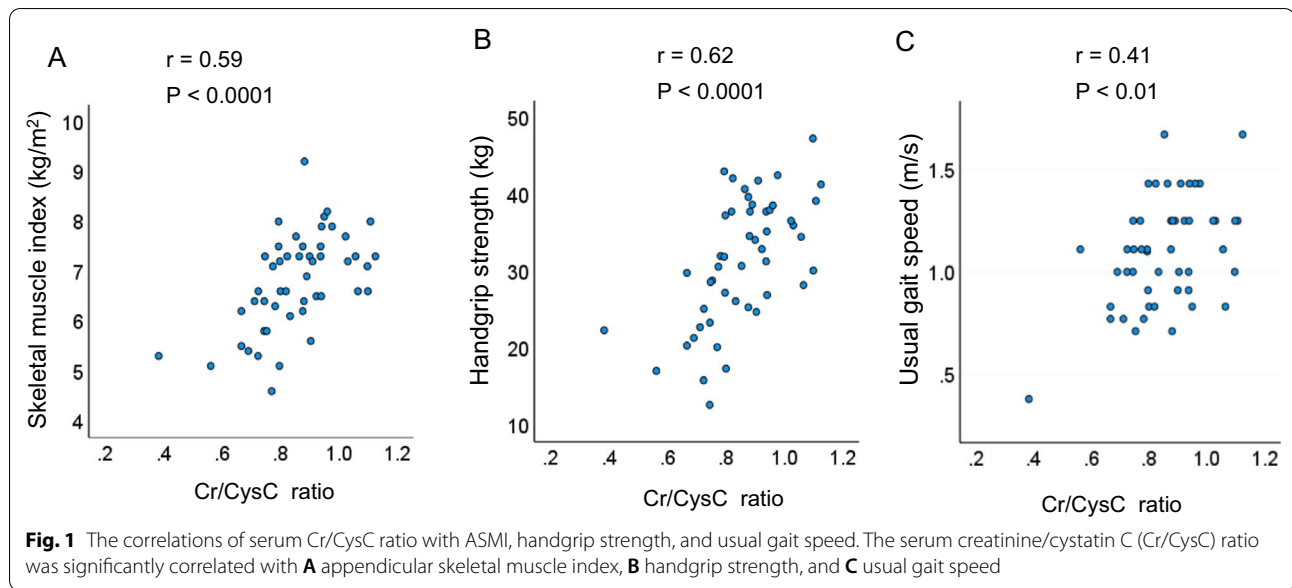 A
r = 0.59
P < 0.0001
Skeletal muscle index (kg/m²)
10
9
8
7
6
5
4
.2 .4 .6 .8 1.0 1.2
Cr/CysC ratio
B
r = 0.62
P < 0.0001
Handgrip strength (kg)
50
40
30
20
10
.2 .4 .6 .8 1.0 1.2
Cr/CysC ratio
C
r = 0.41
P < 0.01
Usual gait speed (m/s)
1.5
1.0
.5
.2 .4 .6 .8 1.0 1.2
Cr/CysC ratio
Fig. 1 The correlations of serum Cr/CysC ratio with ASMI, handgrip strength, and usual gait speed. The serum creatinine/cystatin C (Cr/CysC) ratio
was significantly correlated with A appendicular skeletal muscle index, B handgrip strength, and C usual gait speed